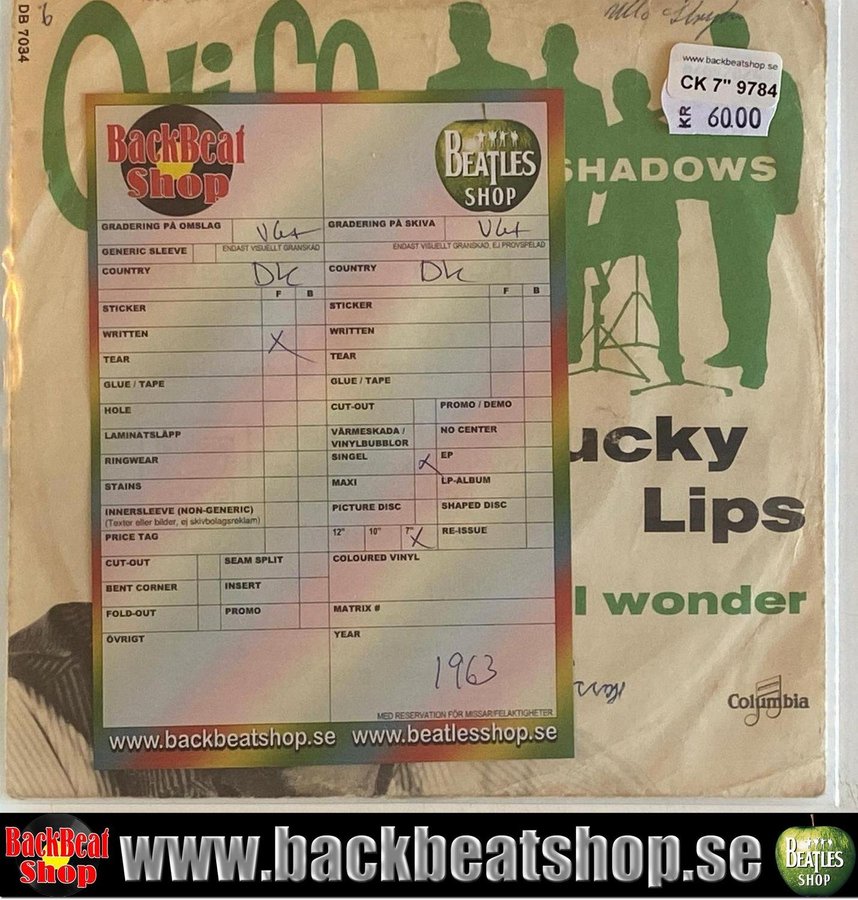 DB 7034
6
www.backbeatshop.se
CK 7" 9784
KR 60.00
SHADOWS
BackBeat
Shop
BEATLES
SHOP
GRADERING PÅ OMSLAG VG+ GRADERING PÅ SKIVA VG+
GENERIC SLEEVE ENDAST VISUELLT GRANSKAD ENDAST VISUELLT GRANSKAD, EJ PROVSPELAD
COUNTRY DK COUNTRY DK
F B F B
STICKER STICKER
WRITTEN X WRITTEN
TEAR TEAR
GLUE / TAPE GLUE / TAPE
HOLE CUT-OUT PROMO / DEMO
LAMINATSLÄPP VÄRMESKADA / VINYLBUBBLOR NO CENTER
RINGWEAR SINGEL X EP
STAINS MAXI LP-ALBUM
INNERSLEEVE (NON-GENERIC) PICTURE DISC SHAPED DISC
(Texter eller bilder, ej skivbolagsreklam)
PRICE TAG 12" 10" 7" X RE-ISSUE
CUT-OUT SEAM SPLIT COLOURED VINYL
BENT CORNER INSERT
FOLD-OUT PROMO MATRIX #
ÖVRIGT YEAR
1963
MED RESERVATION FÖR MISSAR/FELAKTIGHETER
www.backbeatshop.se www.beatlesshop.se
ucky
Lips
I wonder
Columbia
BackBeat
Shop
www.backbeatshop.se
BEATLES
SHOP